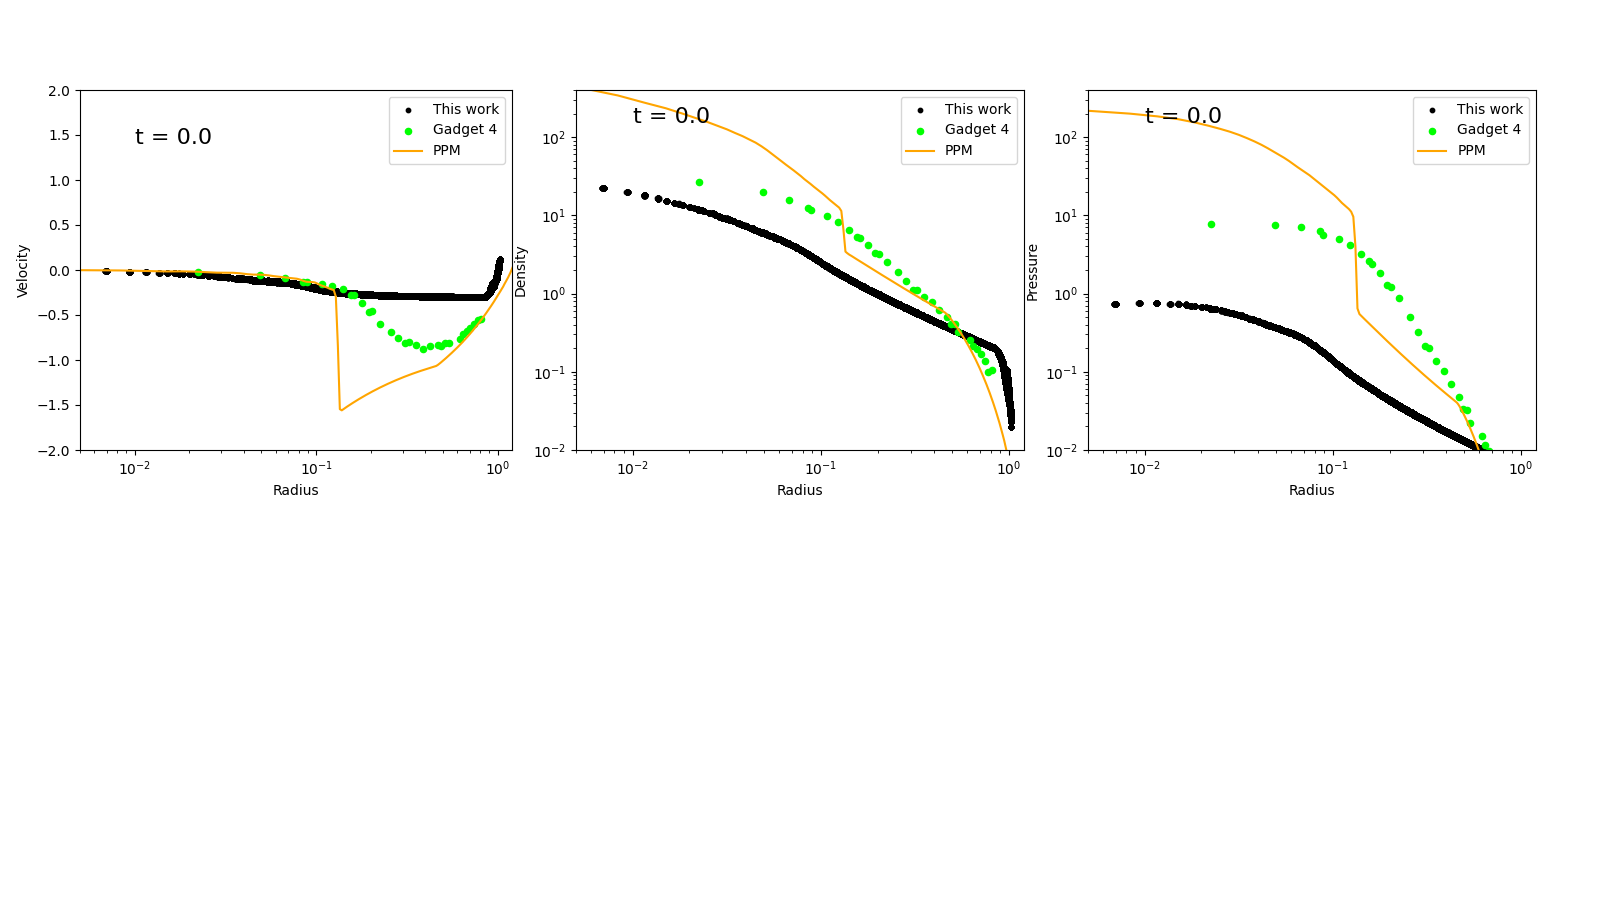 2.0
1.5
1.0
0.5
0.0
−0.5
−1.0
−1.5
−2.0
Velocity
t = 0.0
This work
Gadget 4
PPM
10⁻²
10⁻¹
10⁰
Radius
10²
10¹
10⁰
10⁻¹
10⁻²
Density
t = 0.0
This work
Gadget 4
PPM
10⁻²
10⁻¹
10⁰
Radius
10²
10¹
10⁰
10⁻¹
10⁻²
Pressure
t = 0.0
This work
Gadget 4
PPM
10⁻²
10⁻¹
10⁰
Radius